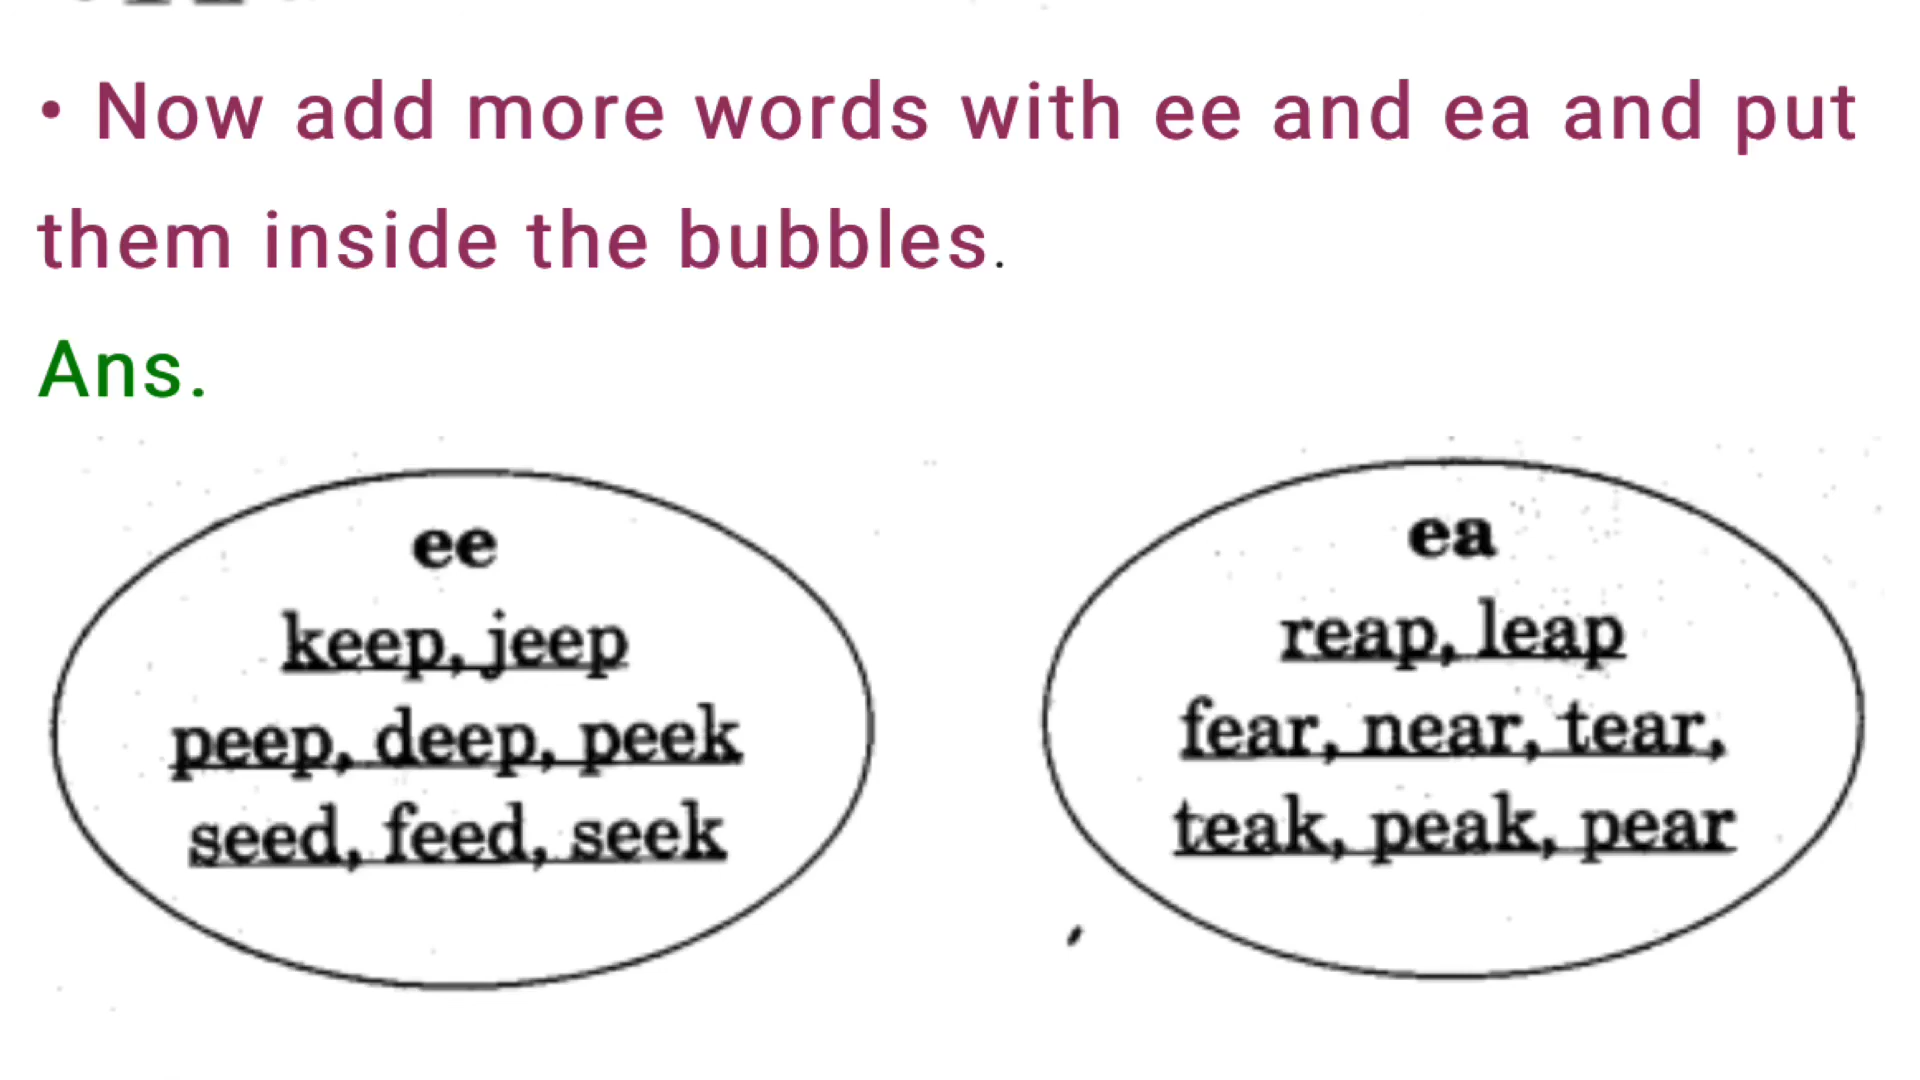 • Now add more words with ee and ea and put
them inside the bubbles.
Ans.
ee
keep, jeep
peep, deep, peek
seed, feed, seek
ea
reap, leap
fear, near, tear,
teak, peak, pear